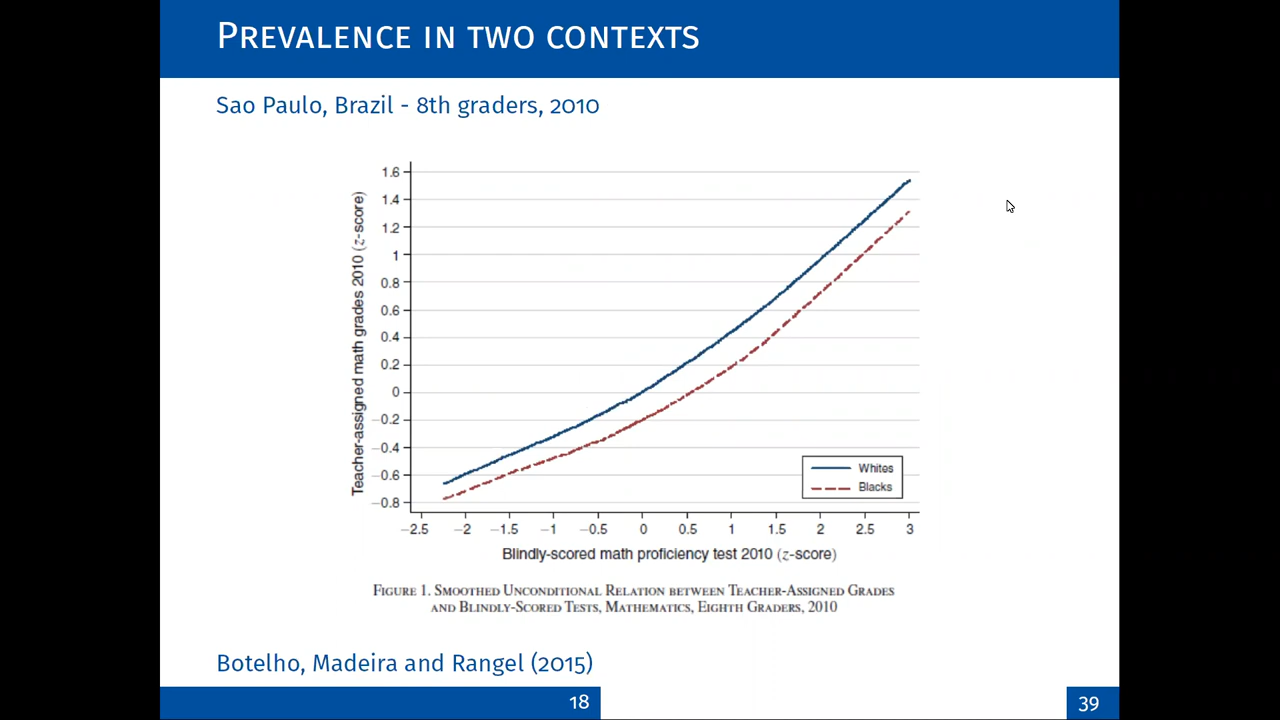 PREVALENCE IN TWO CONTEXTS
Sao Paulo, Brazil - 8th graders, 2010
Teacher-assigned math grades 2010 (z-score)
1.6
1.4
1.2
1
0.8
0.6
0.4
0.2
0
−0.2
−0.4
−0.6
−0.8
Whites
Blacks
−2.5 −2 −1.5 −1 −0.5 0 0.5 1 1.5 2 2.5 3
Blindly-scored math proficiency test 2010 (z-score)
FIGURE 1. SMOOTHED UNCONDITIONAL RELATION BETWEEN TEACHER-ASSIGNED GRADES
AND BLINDLY-SCORED TESTS, MATHEMATICS, EIGHTH GRADERS, 2010
Botelho, Madeira and Rangel (2015)
18
39